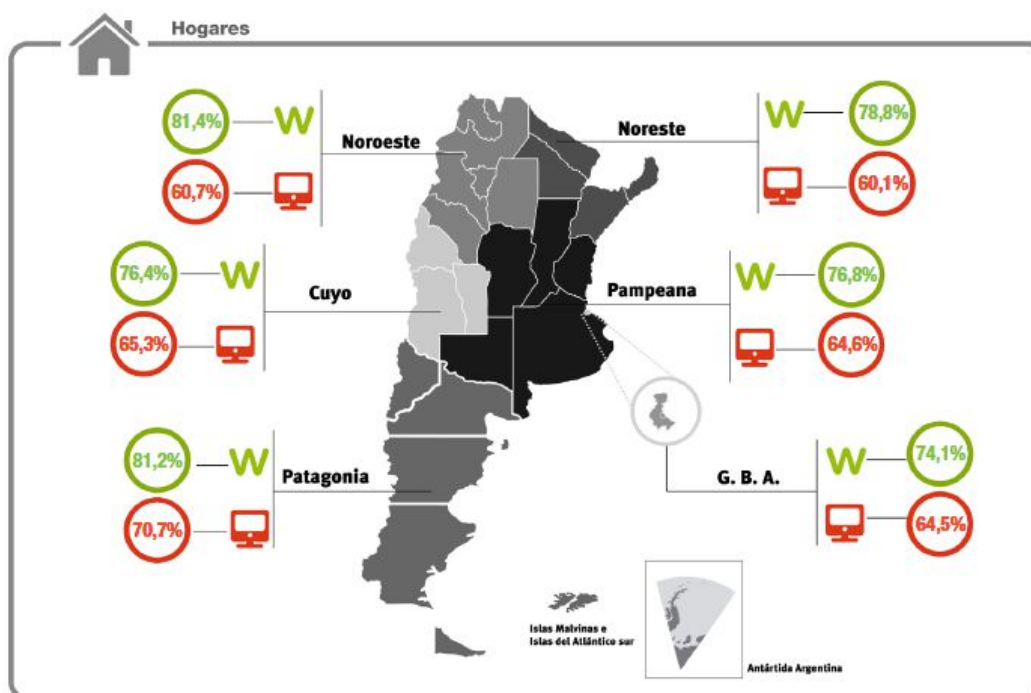 Hogares
81,4%
W
Noroeste
60,7%
78,8%
W
Noreste
60,1%
76,4%
W
Cuyo
65,3%
76,8%
W
Pampeana
64,6%
81,2%
W
Patagonia
70,7%
74,1%
W
G. B. A.
64,5%
Islas Malvinas e
Islas del Atlántico sur
Antártida Argentina